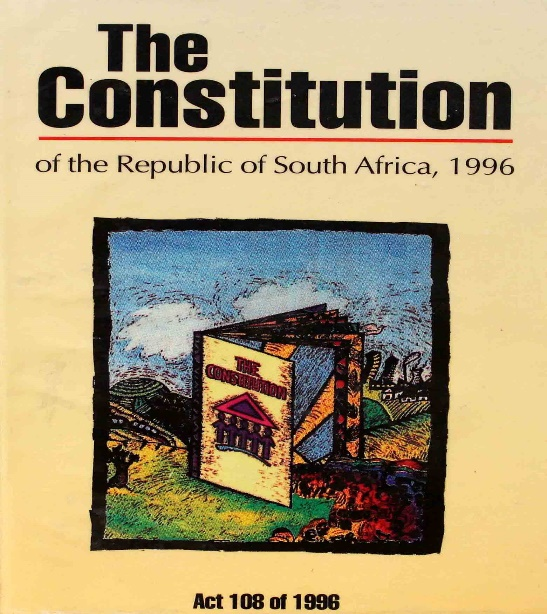 The
Constitution
of the Republic of South Africa, 1996
THE
CONSTITUTION
Act 108 of 1996